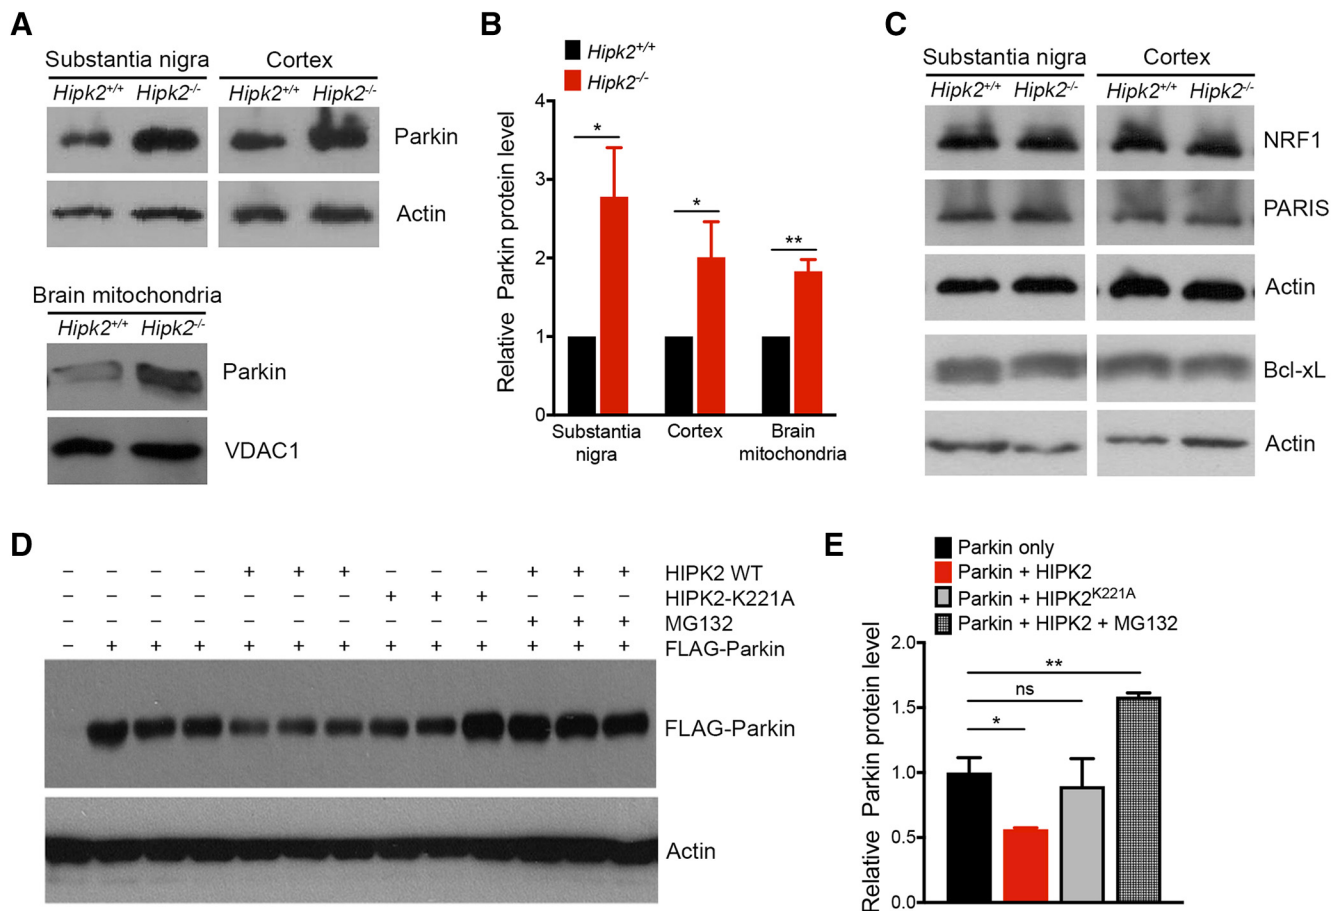 A
Substantia nigra Cortex
Hipk2+/+ Hipk2-/- Hipk2+/+ Hipk2-/-
Parkin
Actin
Brain mitochondria
Hipk2+/+ Hipk2-/-
Parkin
VDAC1
B
Hipk2+/+
Hipk2-/-
Relative Parkin protein level
4
3
2
1
0
*
*
**
Substantia nigra
Cortex
Brain mitochondria
C
Substantia nigra Cortex
Hipk2+/+ Hipk2-/- Hipk2+/+ Hipk2-/-
NRF1
PARIS
Actin
Bcl-xL
Actin
D
– – – – + + + – – – + + + HIPK2 WT
– – – – – – – + + + – – – HIPK2-K221A
– – – – – – – – – – + + + MG132
– + + + + + + + + + + + + FLAG-Parkin
FLAG-Parkin
Actin
E
Parkin only
Parkin + HIPK2
Parkin + HIPK2K221A
Parkin + HIPK2 + MG132
Relative Parkin protein level
2.0
1.5
1.0
0.5
0.0
**
ns
*